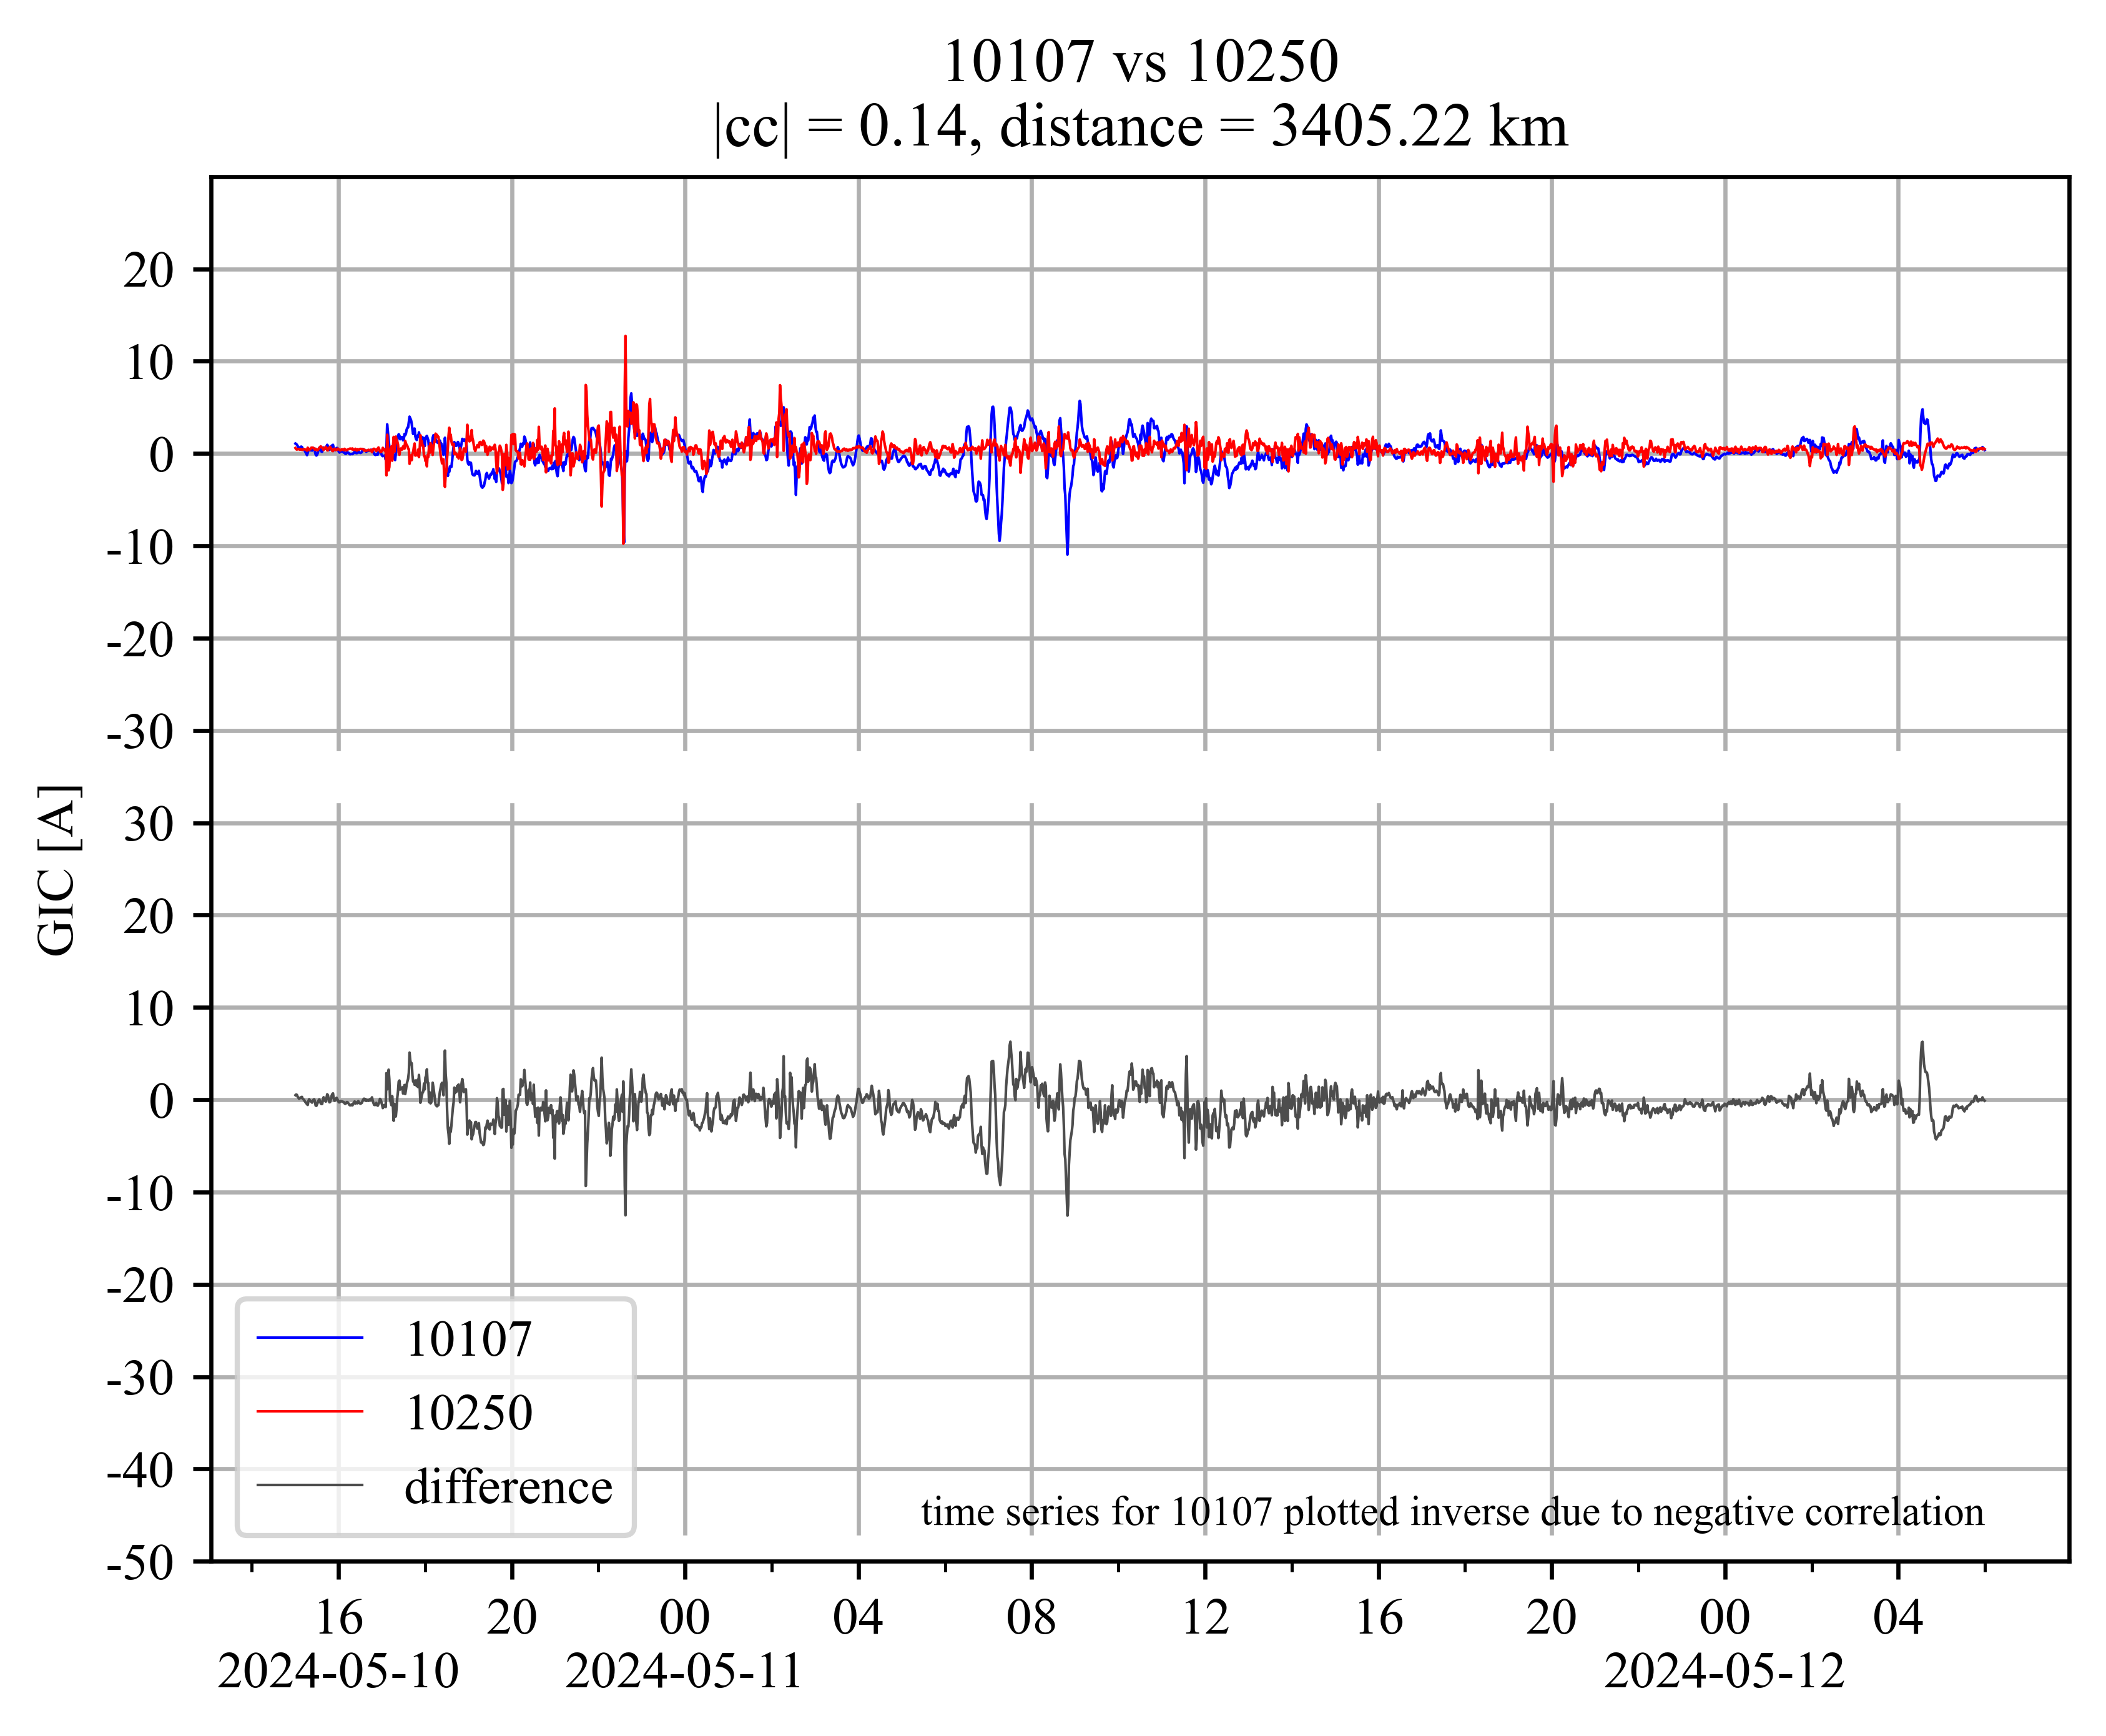 10107 vs 10250
|cc| = 0.14, distance = 3405.22 km
GIC [A]
20
10
0
-10
-20
-30
30
20
10
0
-10
-20
-30
-40
-50
10107
10250
difference
time series for 10107 plotted inverse due to negative correlation
16 20 00 04 08 12 16 20 00 04
2024-05-10 2024-05-11 2024-05-12